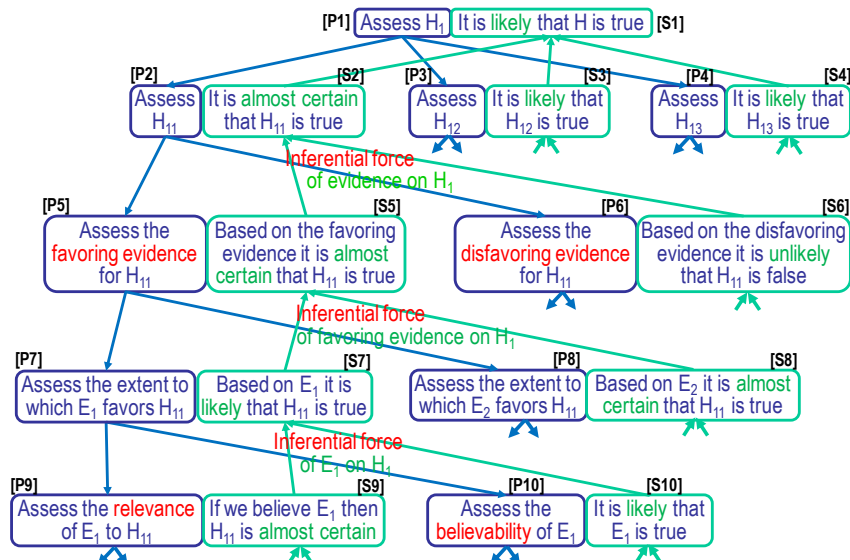 [P1] Assess H₁ It is likely that H is true [S1]
[P2] [S2] [P3] [S3] [P4] [S4]
Assess
H₁₁
It is almost certain
that H₁₁ is true
Assess
H₁₂
It is likely that
H₁₂ is true
Assess
H₁₃
It is likely that
H₁₃ is true
Inferential force
of evidence on H₁
[P5] [S5] [P6] [S6]
Assess the
favoring evidence
for H₁₁
Based on the favoring
evidence it is almost
certain that H₁₁ is true
Assess the
disfavoring evidence
for H₁₁
Based on the disfavoring
evidence it is unlikely
that H₁₁ is false
Inferential force
of favoring evidence on H₁
[P7] [S7] [P8] [S8]
Assess the extent to
which E₁ favors H₁₁
Based on E₁ it is
likely that H₁₁ is true
Assess the extent to
which E₂ favors H₁₁
Based on E₂ it is almost
certain that H₁₁ is true
Inferential force
of E₁ on H₁
[P9] [S9] [P10] [S10]
Assess the relevance
of E₁ to H₁₁
If we believe E₁ then
H₁₁ is almost certain
Assess the
believability of E₁
It is likely that
E₁ is true